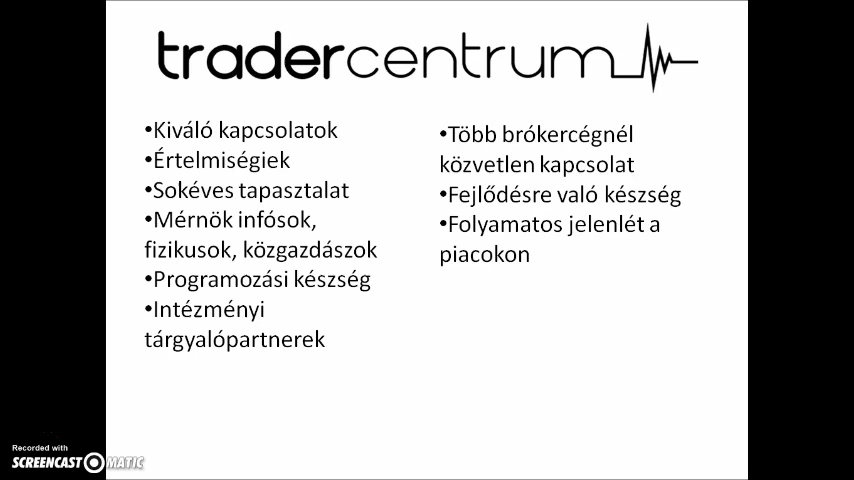 tradercentrum
•Kiváló kapcsolatok
•Értelmiségiek
•Sokéves tapasztalat
•Mérnök infósok,
fizikusok, közgazdászok
•Programozási készség
•Intézményi
tárgyalópartnerek
•Több brókercégnél
közvetlen kapcsolat
•Fejlődésre való készség
•Folyamatos jelenlét a
piacokon
Recorded with
SCREENCAST-O-MATIC